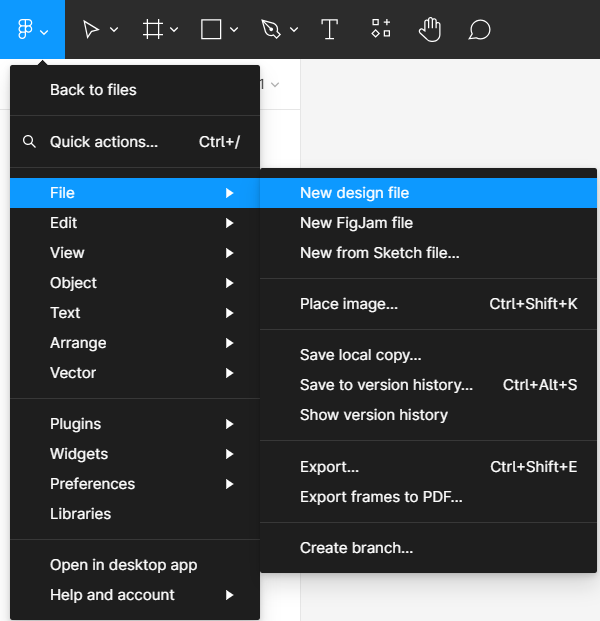 Back to files
Quick actions... Ctrl+/
File
Edit
View
Object
Text
Arrange
Vector
Plugins
Widgets
Preferences
Libraries
Open in desktop app
Help and account
New design file
New FigJam file
New from Sketch file...
Place image... Ctrl+Shift+K
Save local copy...
Save to version history... Ctrl+Alt+S
Show version history
Export... Ctrl+Shift+E
Export frames to PDF...
Create branch...